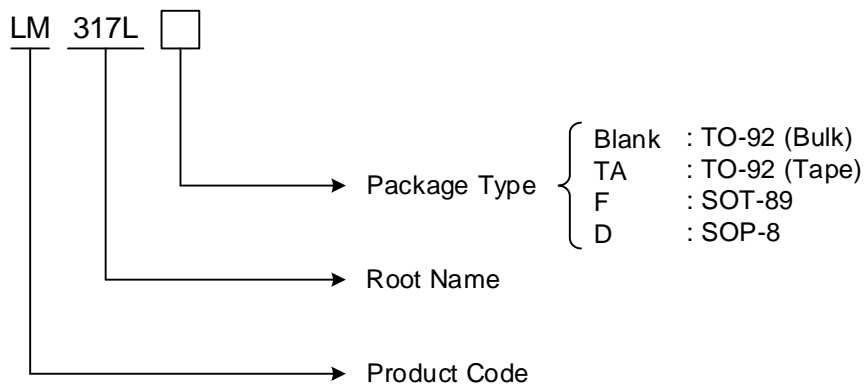 LM 317L
Blank : TO-92 (Bulk)
TA : TO-92 (Tape)
Package Type
F : SOT-89
D : SOP-8
Root Name
Product Code